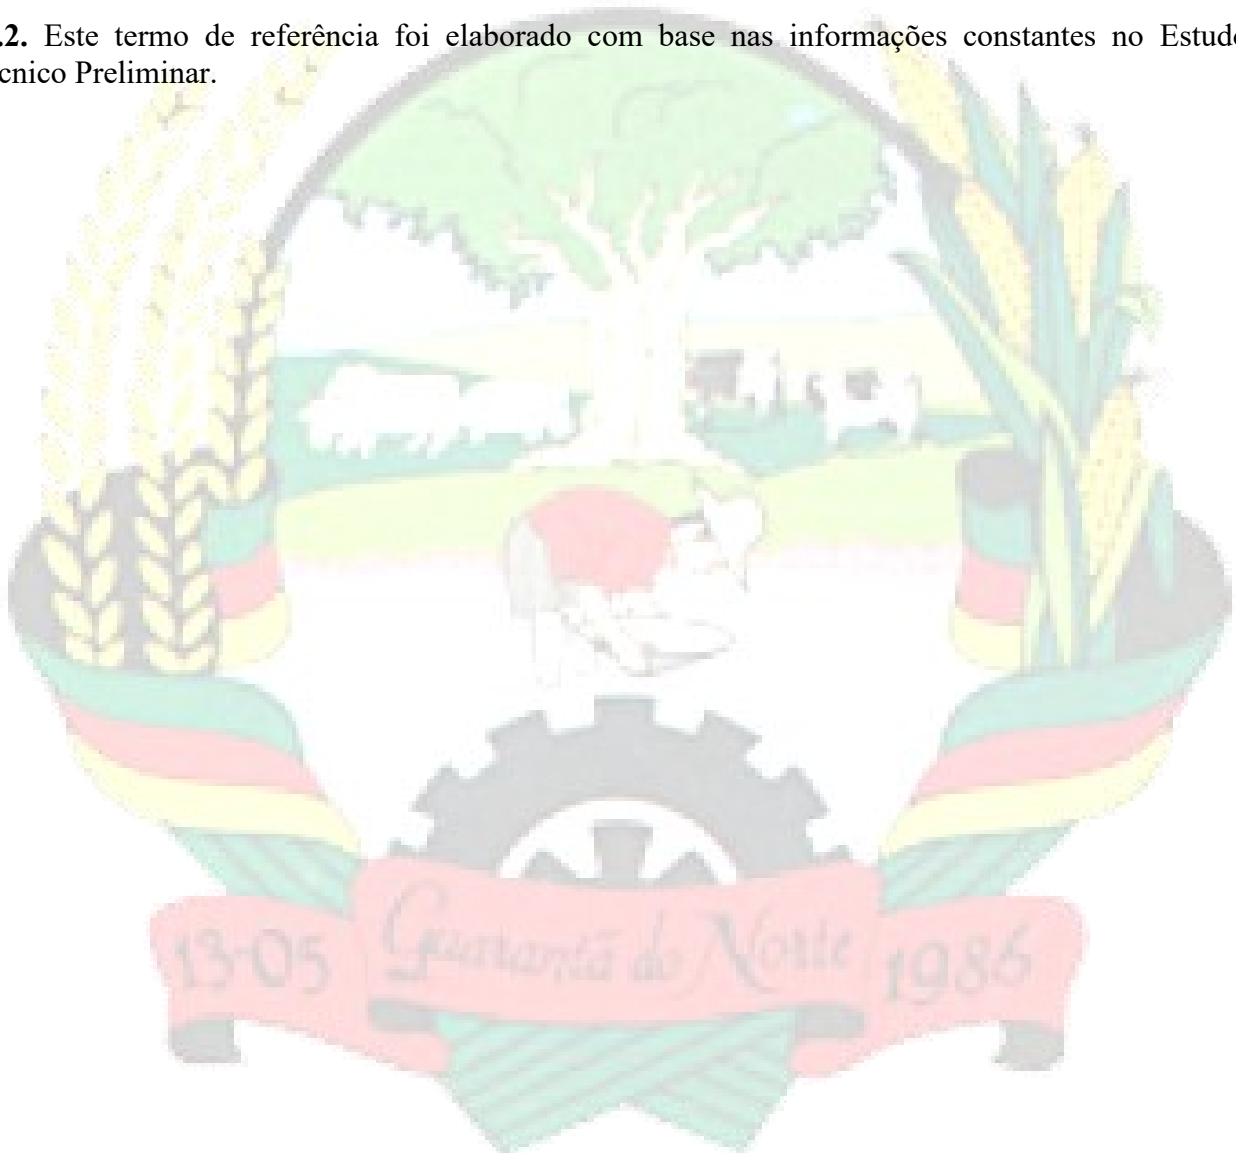 .2. Este termo de referência foi elaborado com base nas informações constantes no Estudo
cnico Preliminar.
13-05 Guarantã do Norte 1986